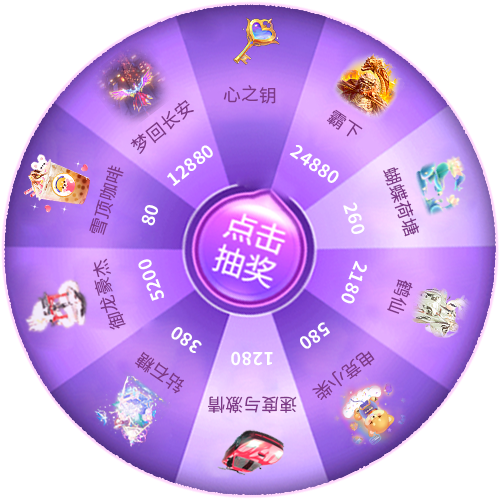 心之钥
霸下
24880
蝴蝶荷塘
260
鹤仙
2180
电竞小柴
580
速度与激情
1280
钻石糖
380
御龙豪杰
5200
雪顶咖啡
80
梦回长安
12880
点击
抽奖